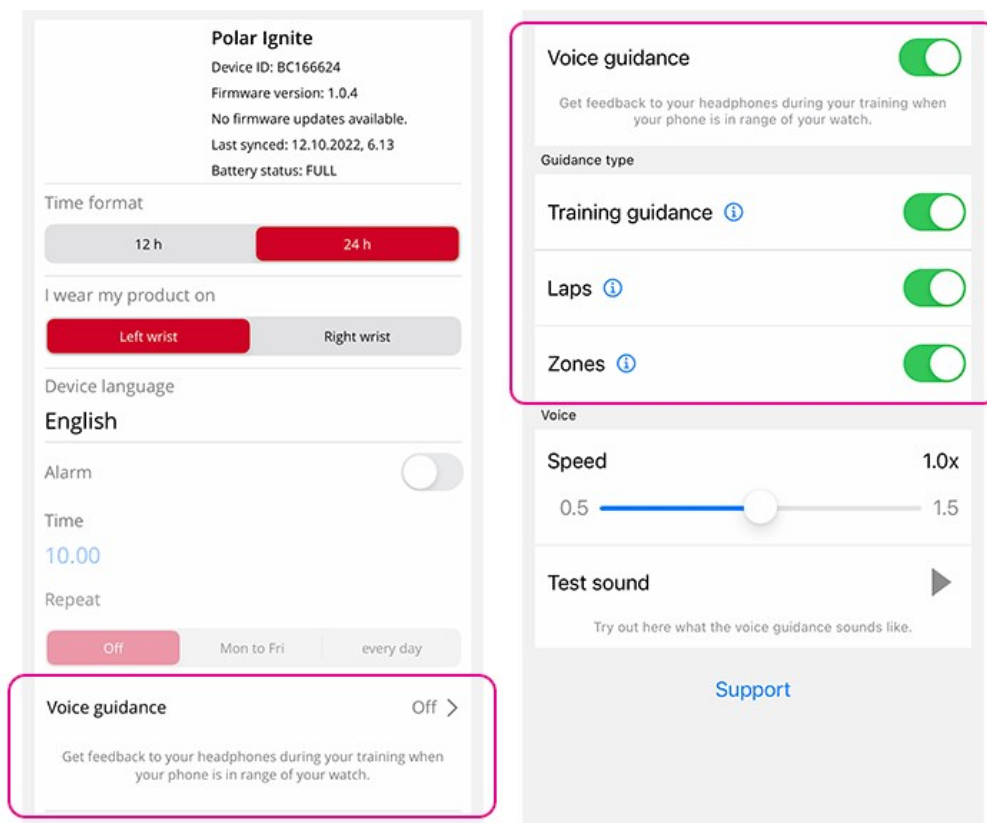 Polar Ignite
Device ID: BC166624
Firmware version: 1.0.4
No firmware updates available.
Last synced: 12.10.2022, 6.13
Battery status: FULL
Time format
12 h
24 h
I wear my product on
Left wrist
Right wrist
Device language
English
Alarm
Time
10.00
Repeat
Off
Mon to Fri
every day
Voice guidance
Off
Get feedback to your headphones during your training when
your phone is in range of your watch.
Voice guidance
Get feedback to your headphones during your training when
your phone is in range of your watch.
Guidance type
Training guidance
Laps
Zones
Voice
Speed
1.0x
0.5
1.5
Test sound
Try out here what the voice guidance sounds like.
Support